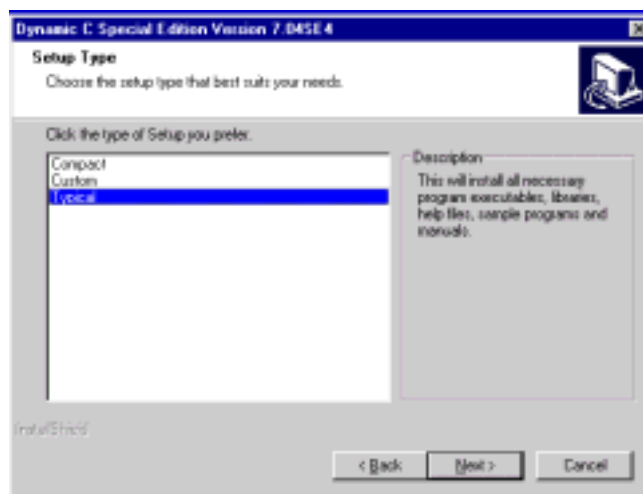 Dynamic C Special Edition Version 7.04SE4
Setup Type
Choose the setup type that best suits your needs.
Click the type of Setup you prefer.
Compact
Custom
Typical
Description
This will install all necessary
program executables, libraries,
help files, sample programs and
manuals.
InstallShield
< Back
Next >
Cancel